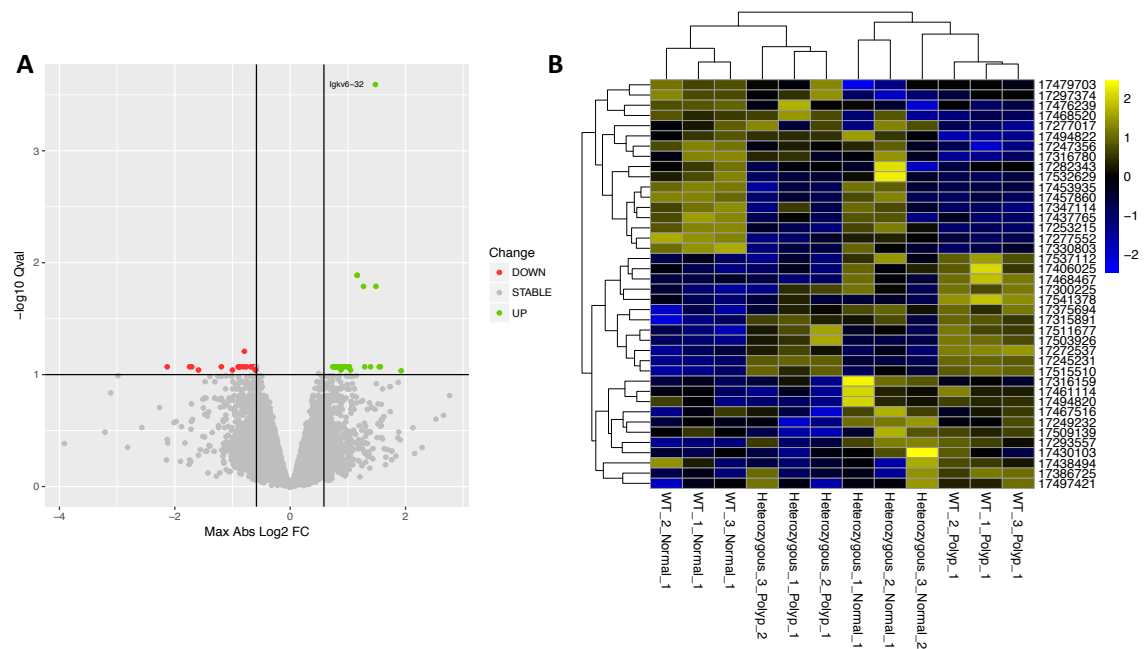 A
Igkv6−32
3
2
1
0
−log10 Qval
−4
−2
0
2
Max Abs Log2 FC
Change
DOWN
STABLE
UP
B
17479703
17297374
17476239
17468520
17277017
17494822
17247356
17316780
17282343
17532629
17453935
17457860
17347114
17437765
17253215
17277552
17330803
17537112
17406025
17468467
17300225
17541378
17375694
17315891
17511677
17503926
17272537
17245231
17515510
17316159
17461114
17494820
17467516
17249232
17509139
17293557
17430103
17438494
17386725
17497421
2
1
0
−1
−2
WT_2_Normal_1
WT_1_Normal_1
WT_3_Normal_1
Heterozygous_3_Polyp_2
Heterozygous_1_Polyp_1
Heterozygous_2_Polyp_1
Heterozygous_1_Normal_1
Heterozygous_2_Normal_1
Heterozygous_3_Normal_2
WT_2_Polyp_1
WT_1_Polyp_1
WT_3_Polyp_1